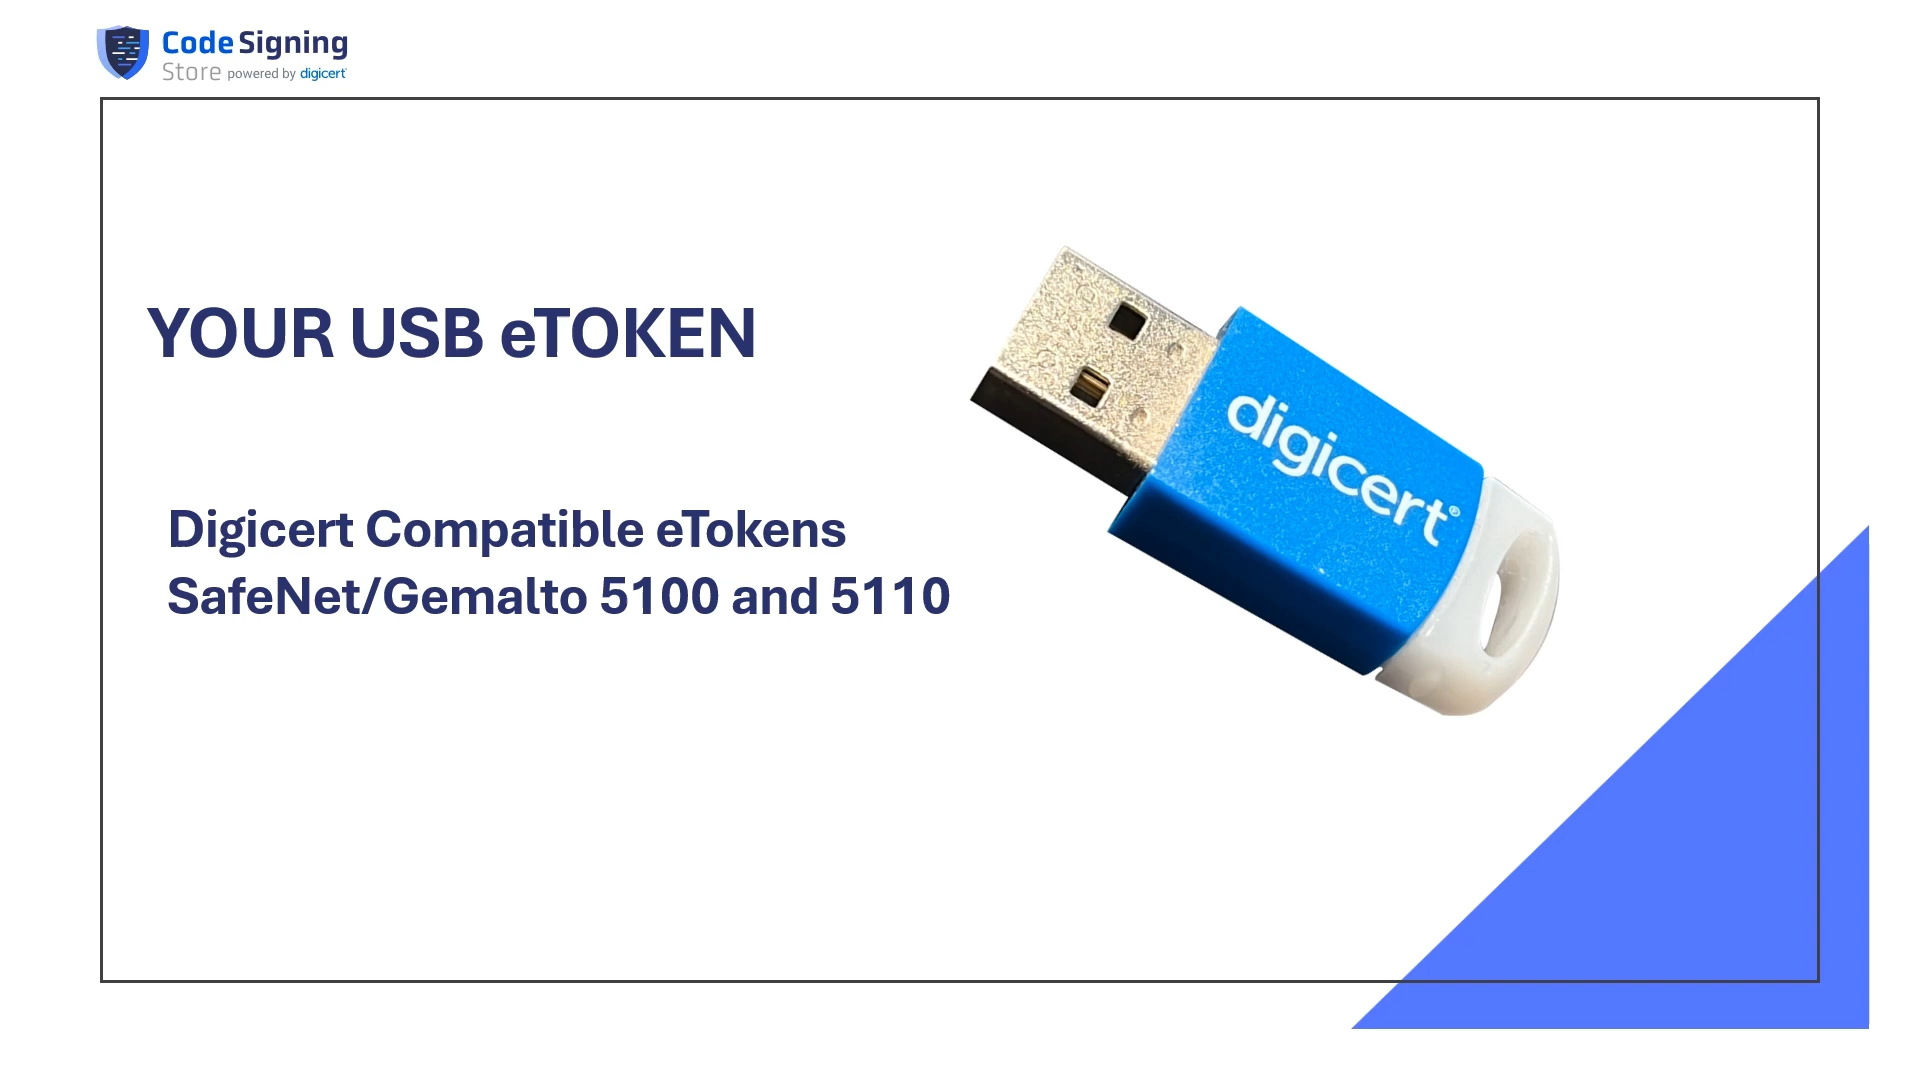 Code Signing
Store powered by digicert
YOUR USB eTOKEN
digicert®
Digicert Compatible eTokens
SafeNet/Gemalto 5100 and 5110